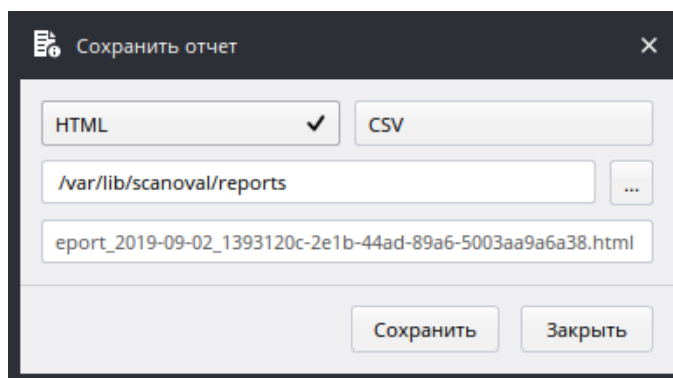 Сохранить отчет
HTML CSV
/var/lib/scanoval/reports ...
eport_2019-09-02_1393120c-2e1b-44ad-89a6-5003aa9a6a38.html
Сохранить Закрыть